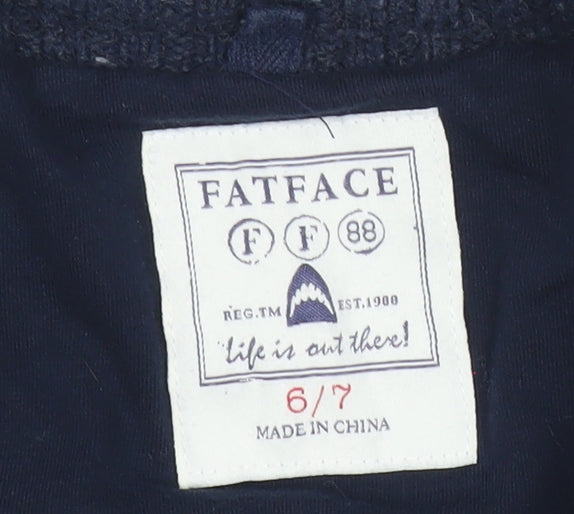 FATFACE
F F 88
REG.TM EST.1988
Life is out there!
6/7
MADE IN CHINA